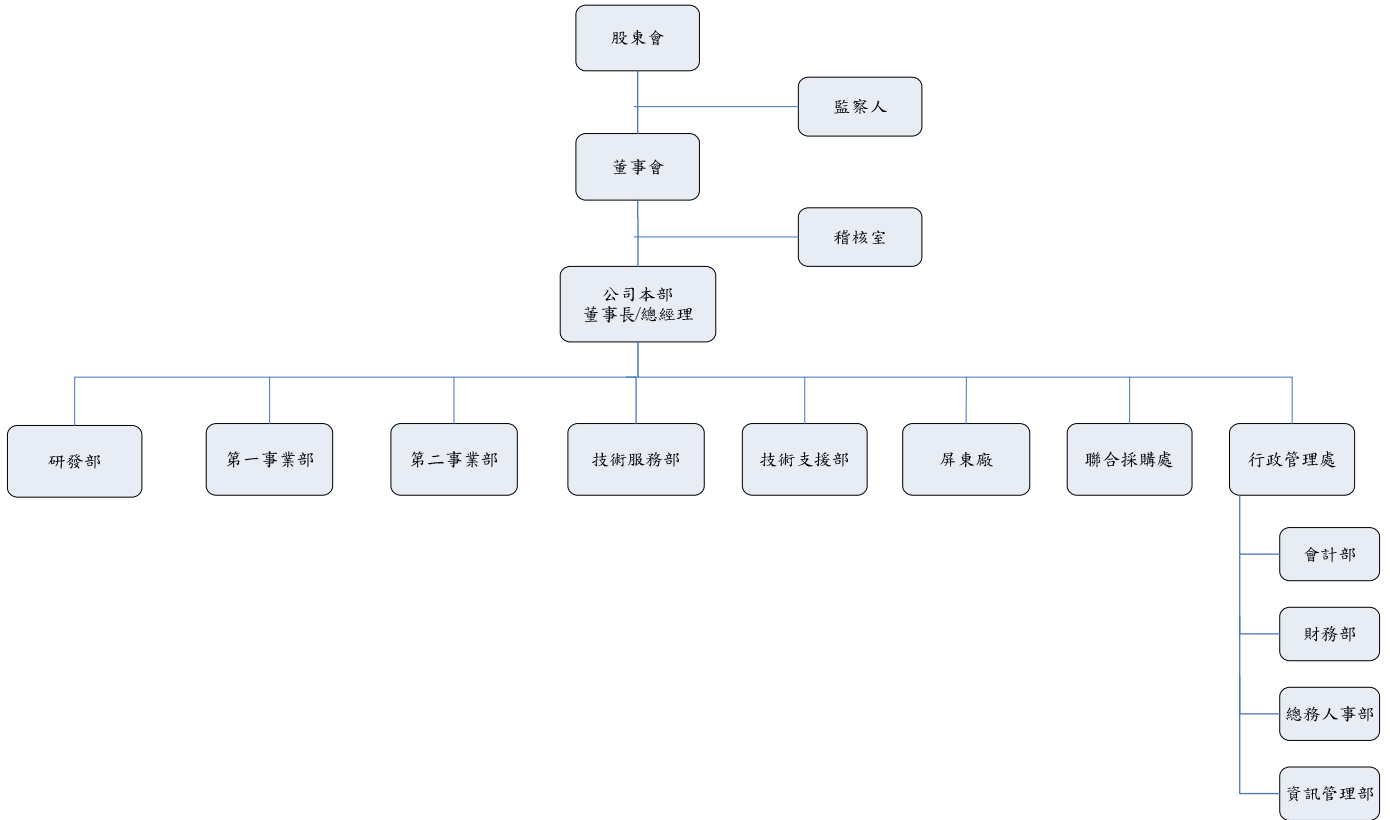 股東會
監察人
董事會
稽核室
公司本部
董事長/總經理
研發部
第一事業部
第二事業部
技術服務部
技術支援部
屏東廠
聯合採購處
行政管理處
會計部
財務部
總務人事部
資訊管理部